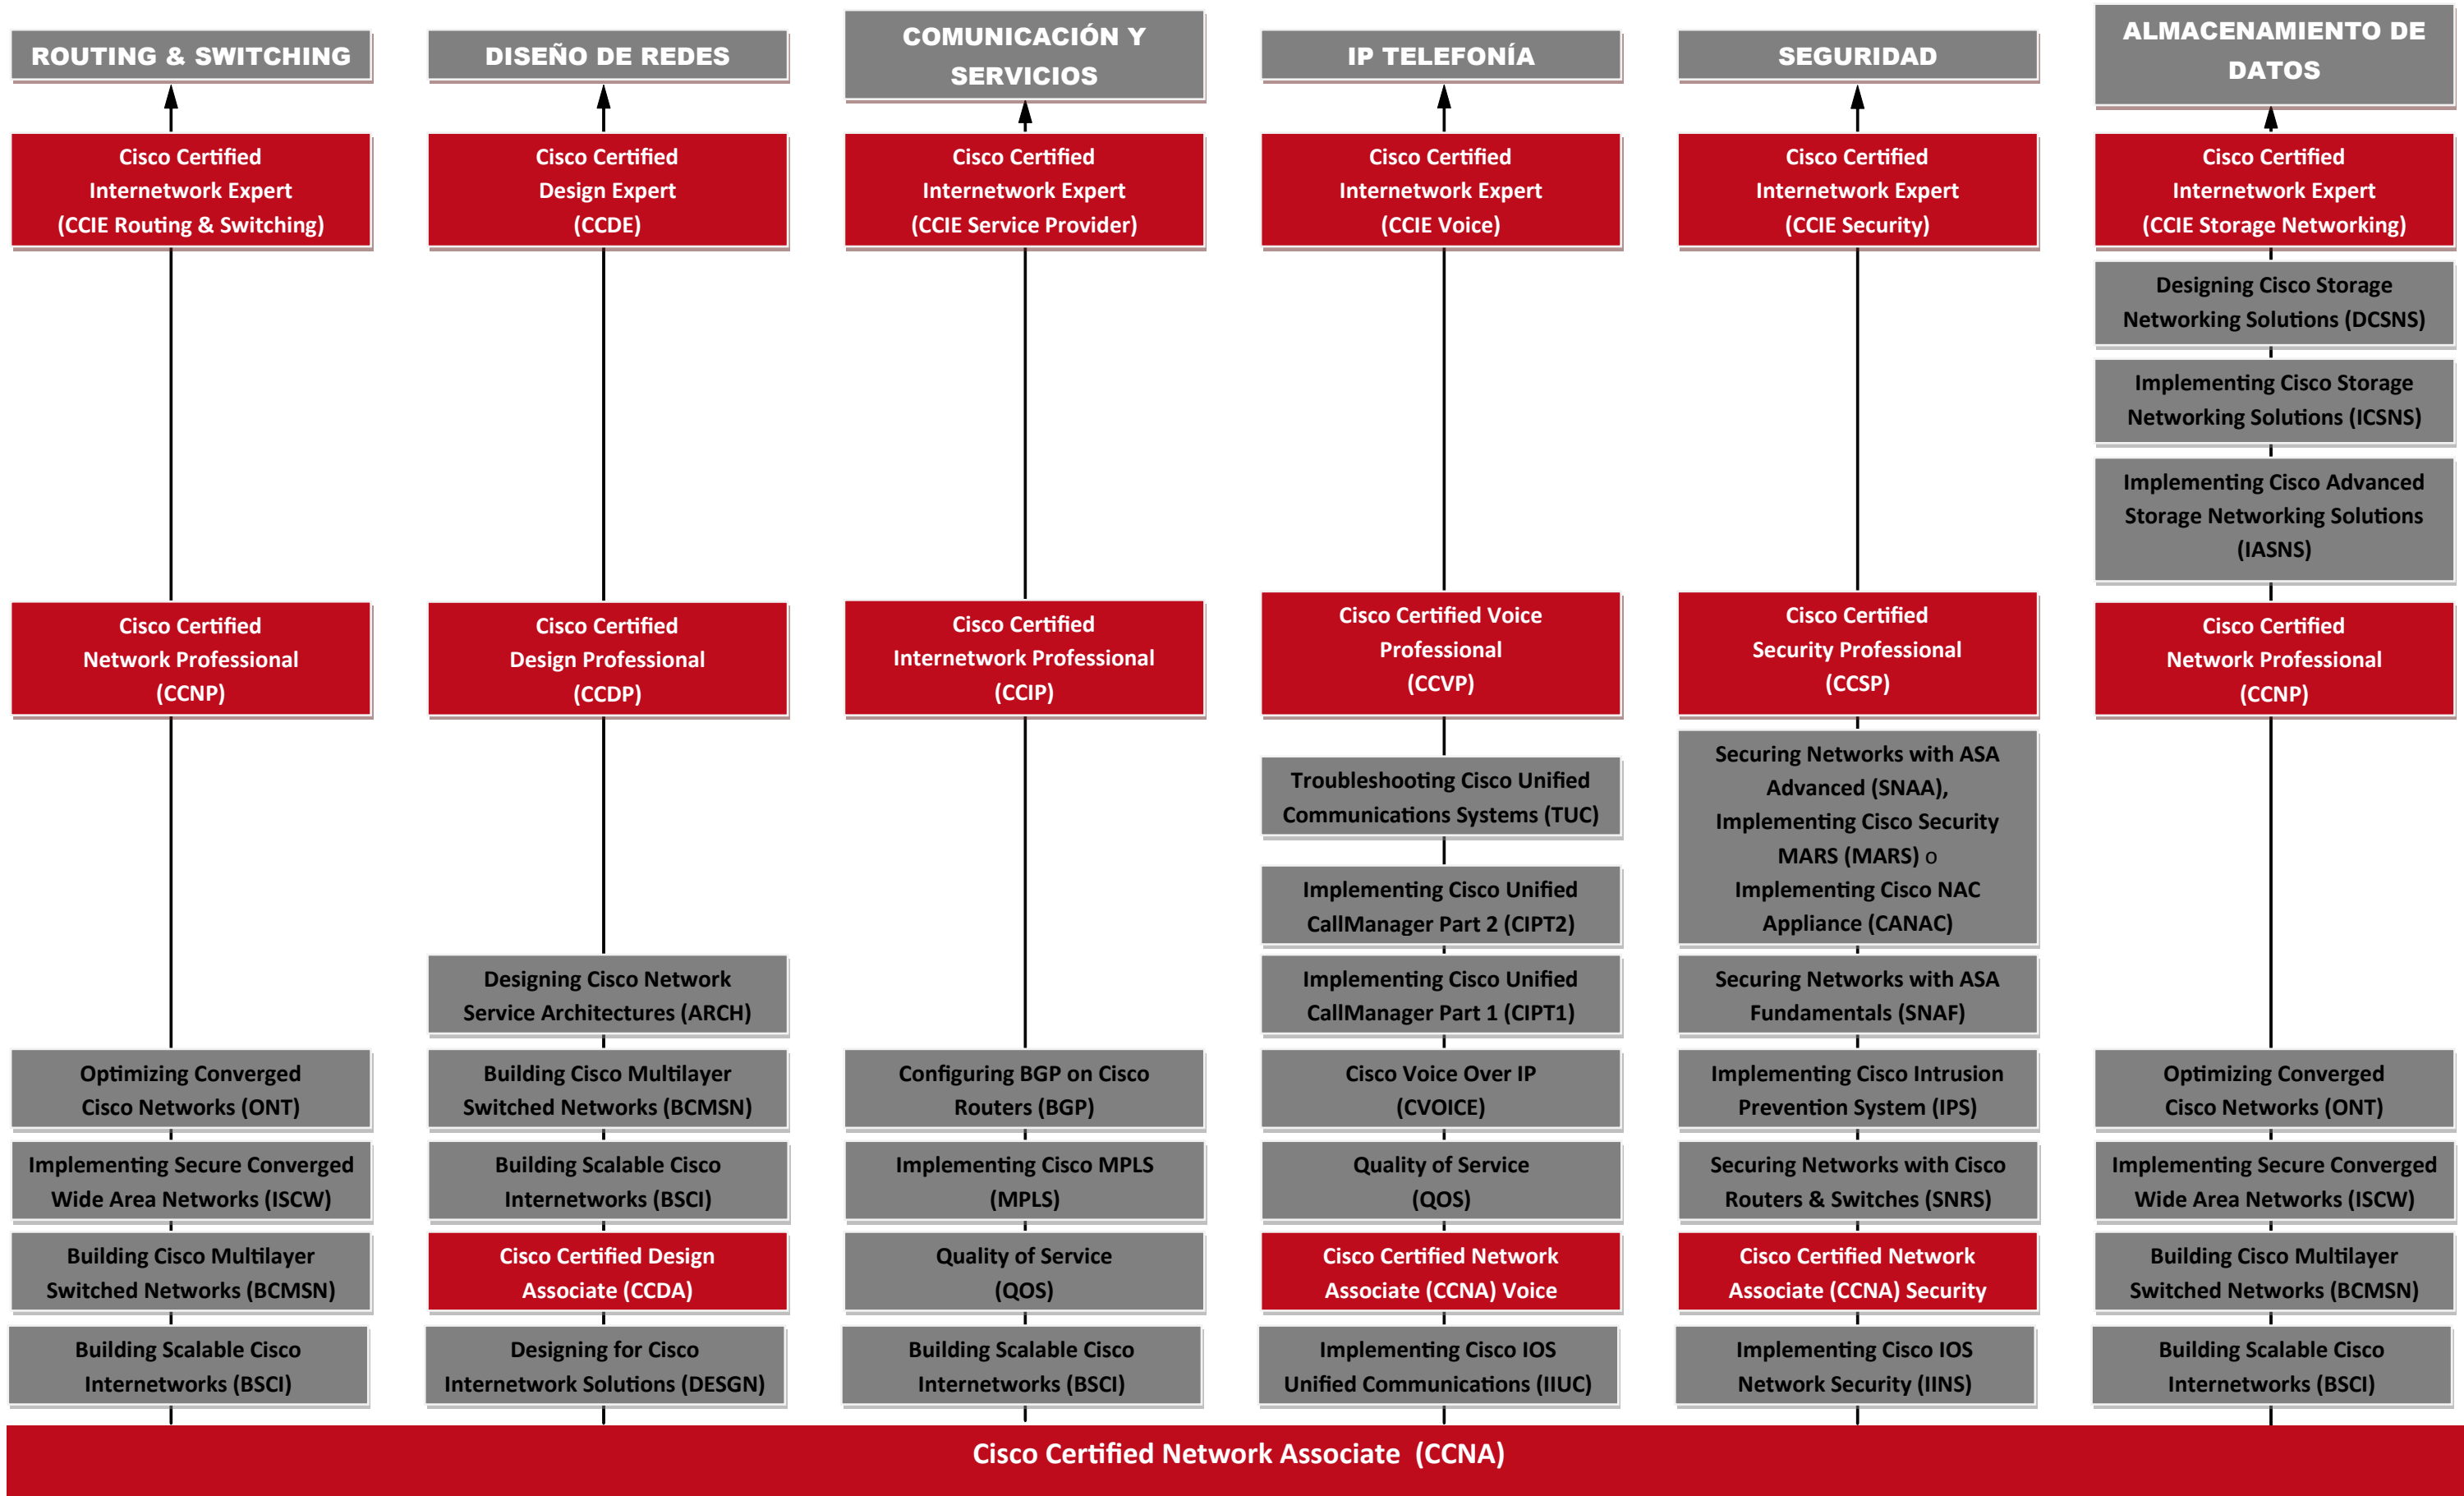 ROUTING & SWITCHING
Cisco Certified
Internetwork Expert
(CCIE Routing & Switching)
Cisco Certified
Network Professional
(CCNP)
Optimizing Converged
Cisco Networks (ONT)
Implementing Secure Converged
Wide Area Networks (ISCW)
Building Cisco Multilayer
Switched Networks (BCMSN)
Building Scalable Cisco
Internetworks (BSCI)
DISEÑO DE REDES
Cisco Certified
Design Expert
(CCDE)
Cisco Certified
Design Professional
(CCDP)
Designing Cisco Network
Service Architectures (ARCH)
Building Cisco Multilayer
Switched Networks (BCMSN)
Building Scalable Cisco
Internetworks (BSCI)
Cisco Certified Design
Associate (CCDA)
Designing for Cisco
Internetwork Solutions (DESGN)
COMUNICACIÓN Y
SERVICIOS
Cisco Certified
Internetwork Expert
(CCIE Service Provider)
Cisco Certified
Internetwork Professional
(CCIP)
Configuring BGP on Cisco
Routers (BGP)
Implementing Cisco MPLS
(MPLS)
Quality of Service
(QOS)
Building Scalable Cisco
Internetworks (BSCI)
IP TELEFONÍA
Cisco Certified
Internetwork Expert
(CCIE Voice)
Cisco Certified Voice
Professional
(CCVP)
Troubleshooting Cisco Unified
Communications Systems (TUC)
Implementing Cisco Unified
CallManager Part 2 (CIPT2)
Implementing Cisco Unified
CallManager Part 1 (CIPT1)
Cisco Voice Over IP
(CVOICE)
Quality of Service
(QOS)
Cisco Certified Network
Associate (CCNA) Voice
Implementing Cisco IOS
Unified Communications (IIUC)
SEGURIDAD
Cisco Certified
Internetwork Expert
(CCIE Security)
Cisco Certified
Security Professional
(CCSP)
Securing Networks with ASA
Advanced (SNAA),
Implementing Cisco Security
MARS (MARS) o
Implementing Cisco NAC
Appliance (CANAC)
Securing Networks with ASA
Fundamentals (SNAF)
Implementing Cisco Intrusion
Prevention System (IPS)
Securing Networks with Cisco
Routers & Switches (SNRS)
Cisco Certified Network
Associate (CCNA) Security
Implementing Cisco IOS
Network Security (IINS)
ALMACENAMIENTO DE
DATOS
Cisco Certified
Internetwork Expert
(CCIE Storage Networking)
Designing Cisco Storage
Networking Solutions (DCSNS)
Implementing Cisco Storage
Networking Solutions (ICSNS)
Implementing Cisco Advanced
Storage Networking Solutions
(IASNS)
Cisco Certified
Network Professional
(CCNP)
Optimizing Converged
Cisco Networks (ONT)
Implementing Secure Converged
Wide Area Networks (ISCW)
Building Cisco Multilayer
Switched Networks (BCMSN)
Building Scalable Cisco
Internetworks (BSCI)
Cisco Certified Network Associate (CCNA)